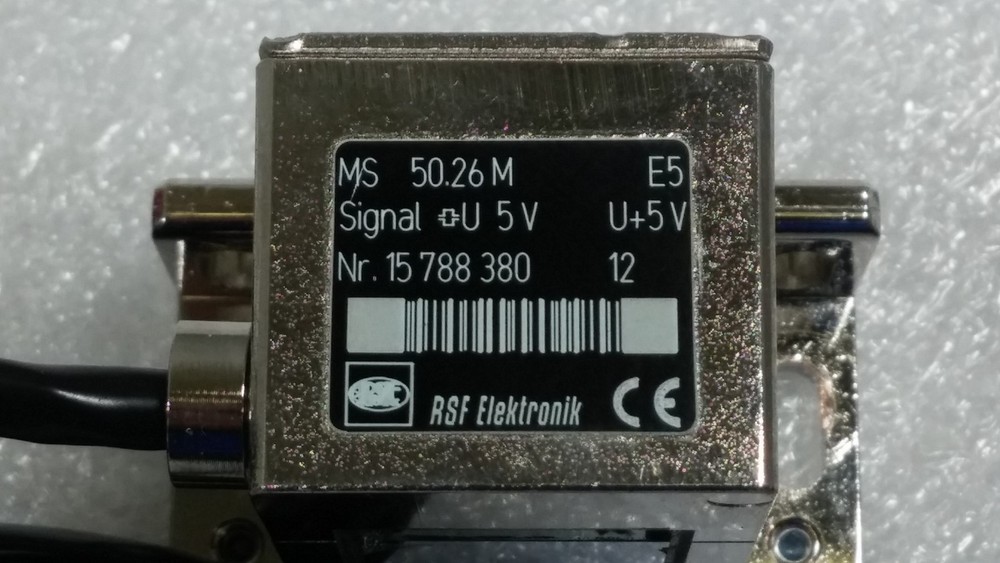 MS 50.26 M E5
Signal U 5 V U+5 V
Nr. 15 788 380 12
RSF Elektronik CE